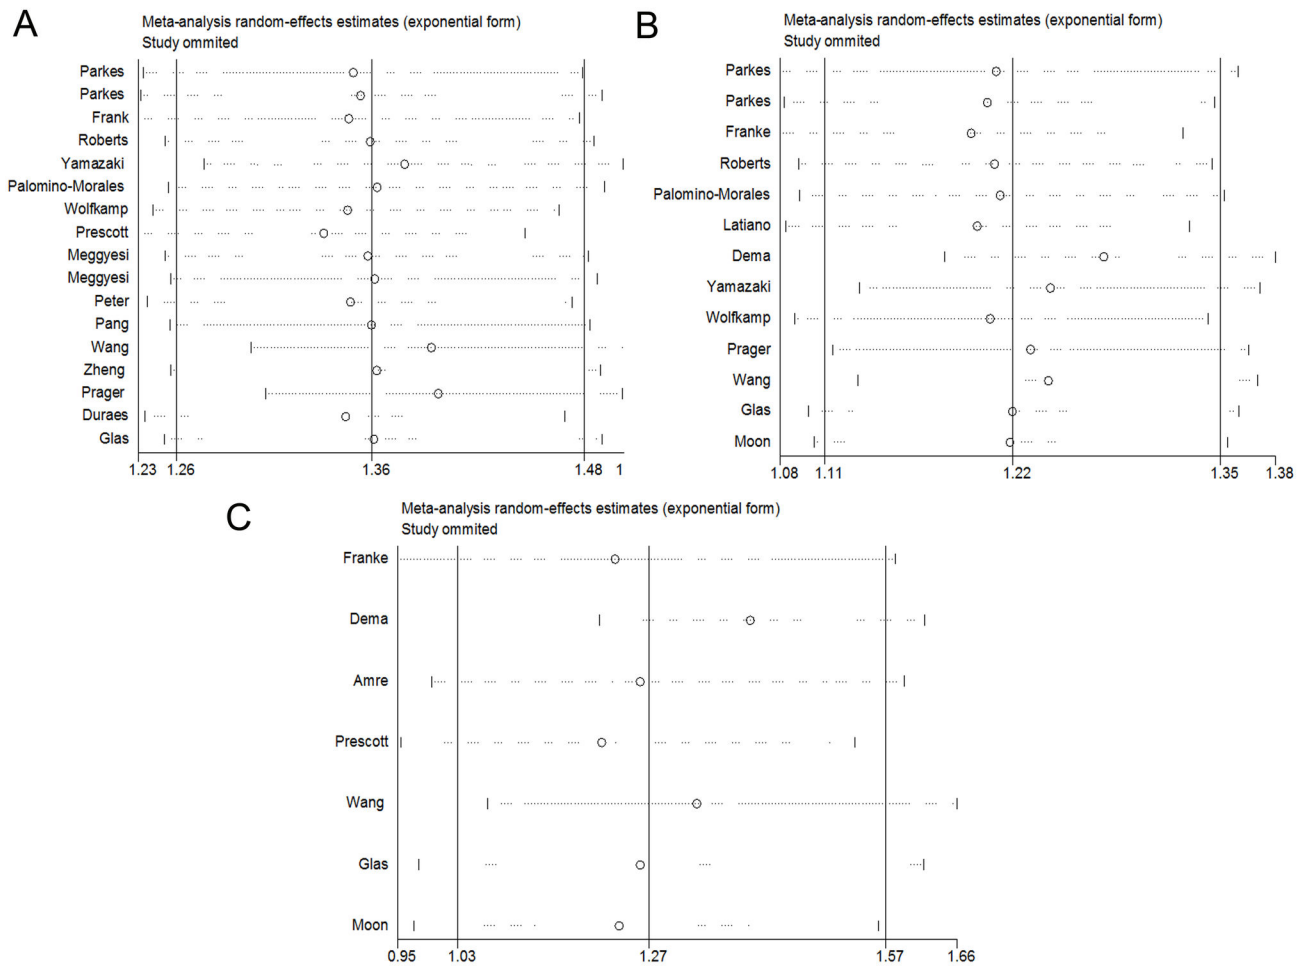 A
Meta-analysis random-effects estimates (exponential form)
Study ommited
Parkes
Parkes
Frank
Roberts
Yamazaki
Palomino-Morales
Wolfkamp
Prescott
Meggyesi
Meggyesi
Peter
Pang
Wang
Zheng
Prager
Duraes
Glas
1.23 1.26 1.36 1.48 1
B
Meta-analysis random-effects estimates (exponential form)
Study ommited
Parkes
Parkes
Franke
Roberts
Palomino-Morales
Latiano
Dema
Yamazaki
Wolfkamp
Prager
Wang
Glas
Moon
1.08 1.11 1.22 1.35 1.38
C
Meta-analysis random-effects estimates (exponential form)
Study ommited
Franke
Dema
Amre
Prescott
Wang
Glas
Moon
0.95 1.03 1.27 1.57 1.66